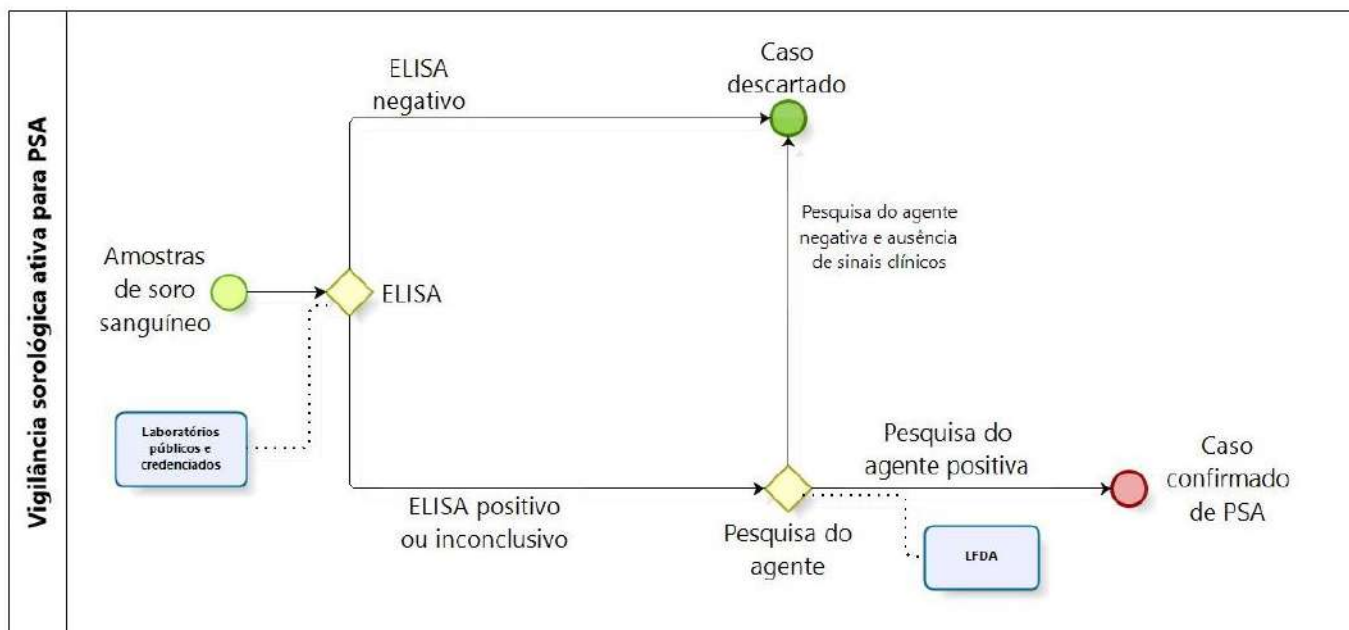 Vigilância sorológica ativa para PSA
ELISA
negativo
Caso
descartado
Pesquisa do agente
negativa e ausência
de sinais clínicos
Amostras
de soro
sanguíneo
ELISA
Laboratórios
públicos e
credenciados
ELISA positivo
ou inconclusivo
Pesquisa do
agente
Pesquisa do
agente positiva
LFDA
Caso
confirmado
de PSA